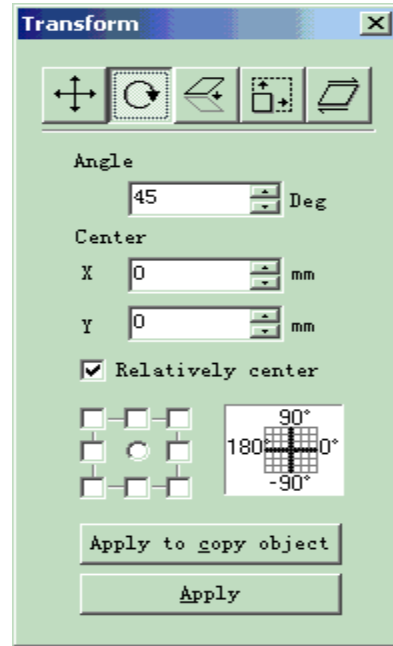 Transform
Angle
45 Deg
Center
X 0 mm
Y 0 mm
Relatively center
90°
180° 0°
-90°
Apply to copy object
Apply